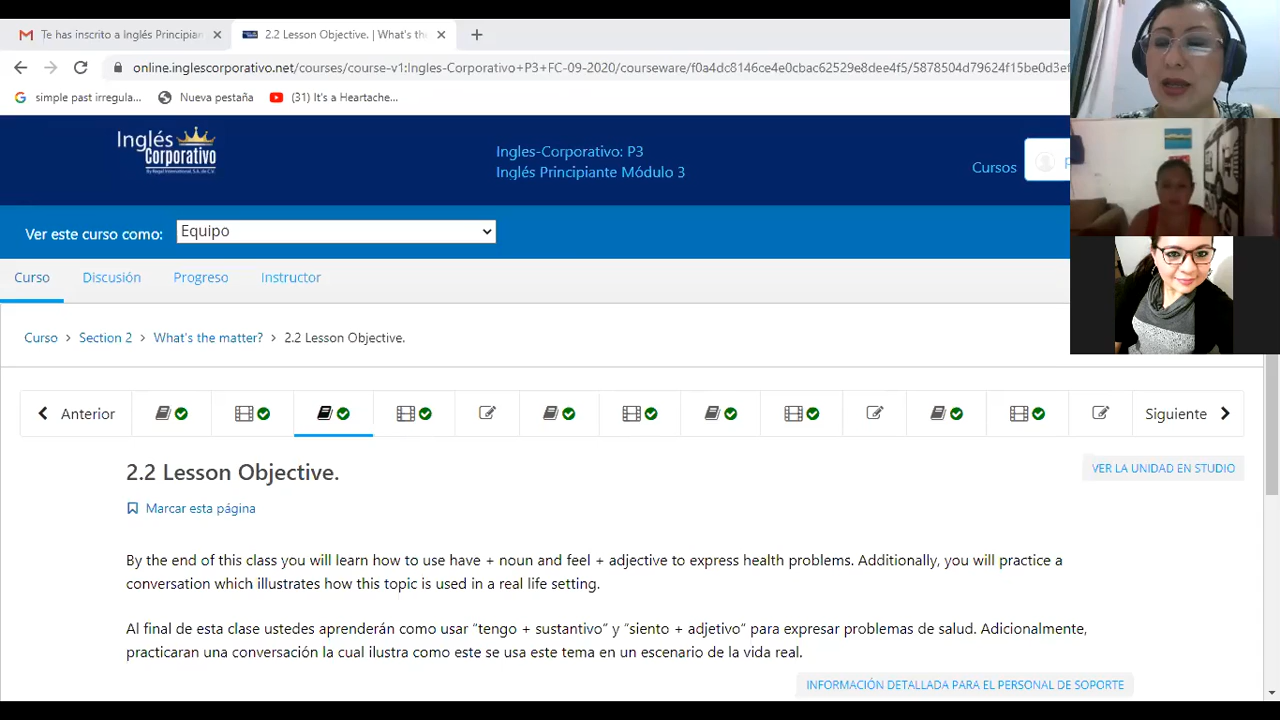 Te has inscrito a Inglés Principian
2.2 Lesson Objective. | What's the
online.inglescorporativo.net/courses/course-v1:Ingles-Corporativo+P3+FC-09-2020/courseware/f0a4dc8146ce4e0cbac62529e8dee4f5/5878504d79624f15be0d3ef
simple past irregula...
Nueva pestaña
(31) It's a Heartache...
Inglés
Corporativo
By Regal International, S.A. de C.V.
Ingles-Corporativo: P3
Inglés Principiante Módulo 3
Cursos
Ver este curso como:
Equipo
Curso
Discusión
Progreso
Instructor
Curso > Section 2 > What's the matter? > 2.2 Lesson Objective.
Anterior
Siguiente
2.2 Lesson Objective.
VER LA UNIDAD EN STUDIO
Marcar esta página
By the end of this class you will learn how to use have + noun and feel + adjective to express health problems. Additionally, you will practice a
conversation which illustrates how this topic is used in a real life setting.
Al final de esta clase ustedes aprenderán como usar “tengo + sustantivo” y “siento + adjetivo” para expresar problemas de salud. Adicionalmente,
practicaran una conversación la cual ilustra como este se usa este tema en un escenario de la vida real.
INFORMACIÓN DETALLADA PARA EL PERSONAL DE SOPORTE